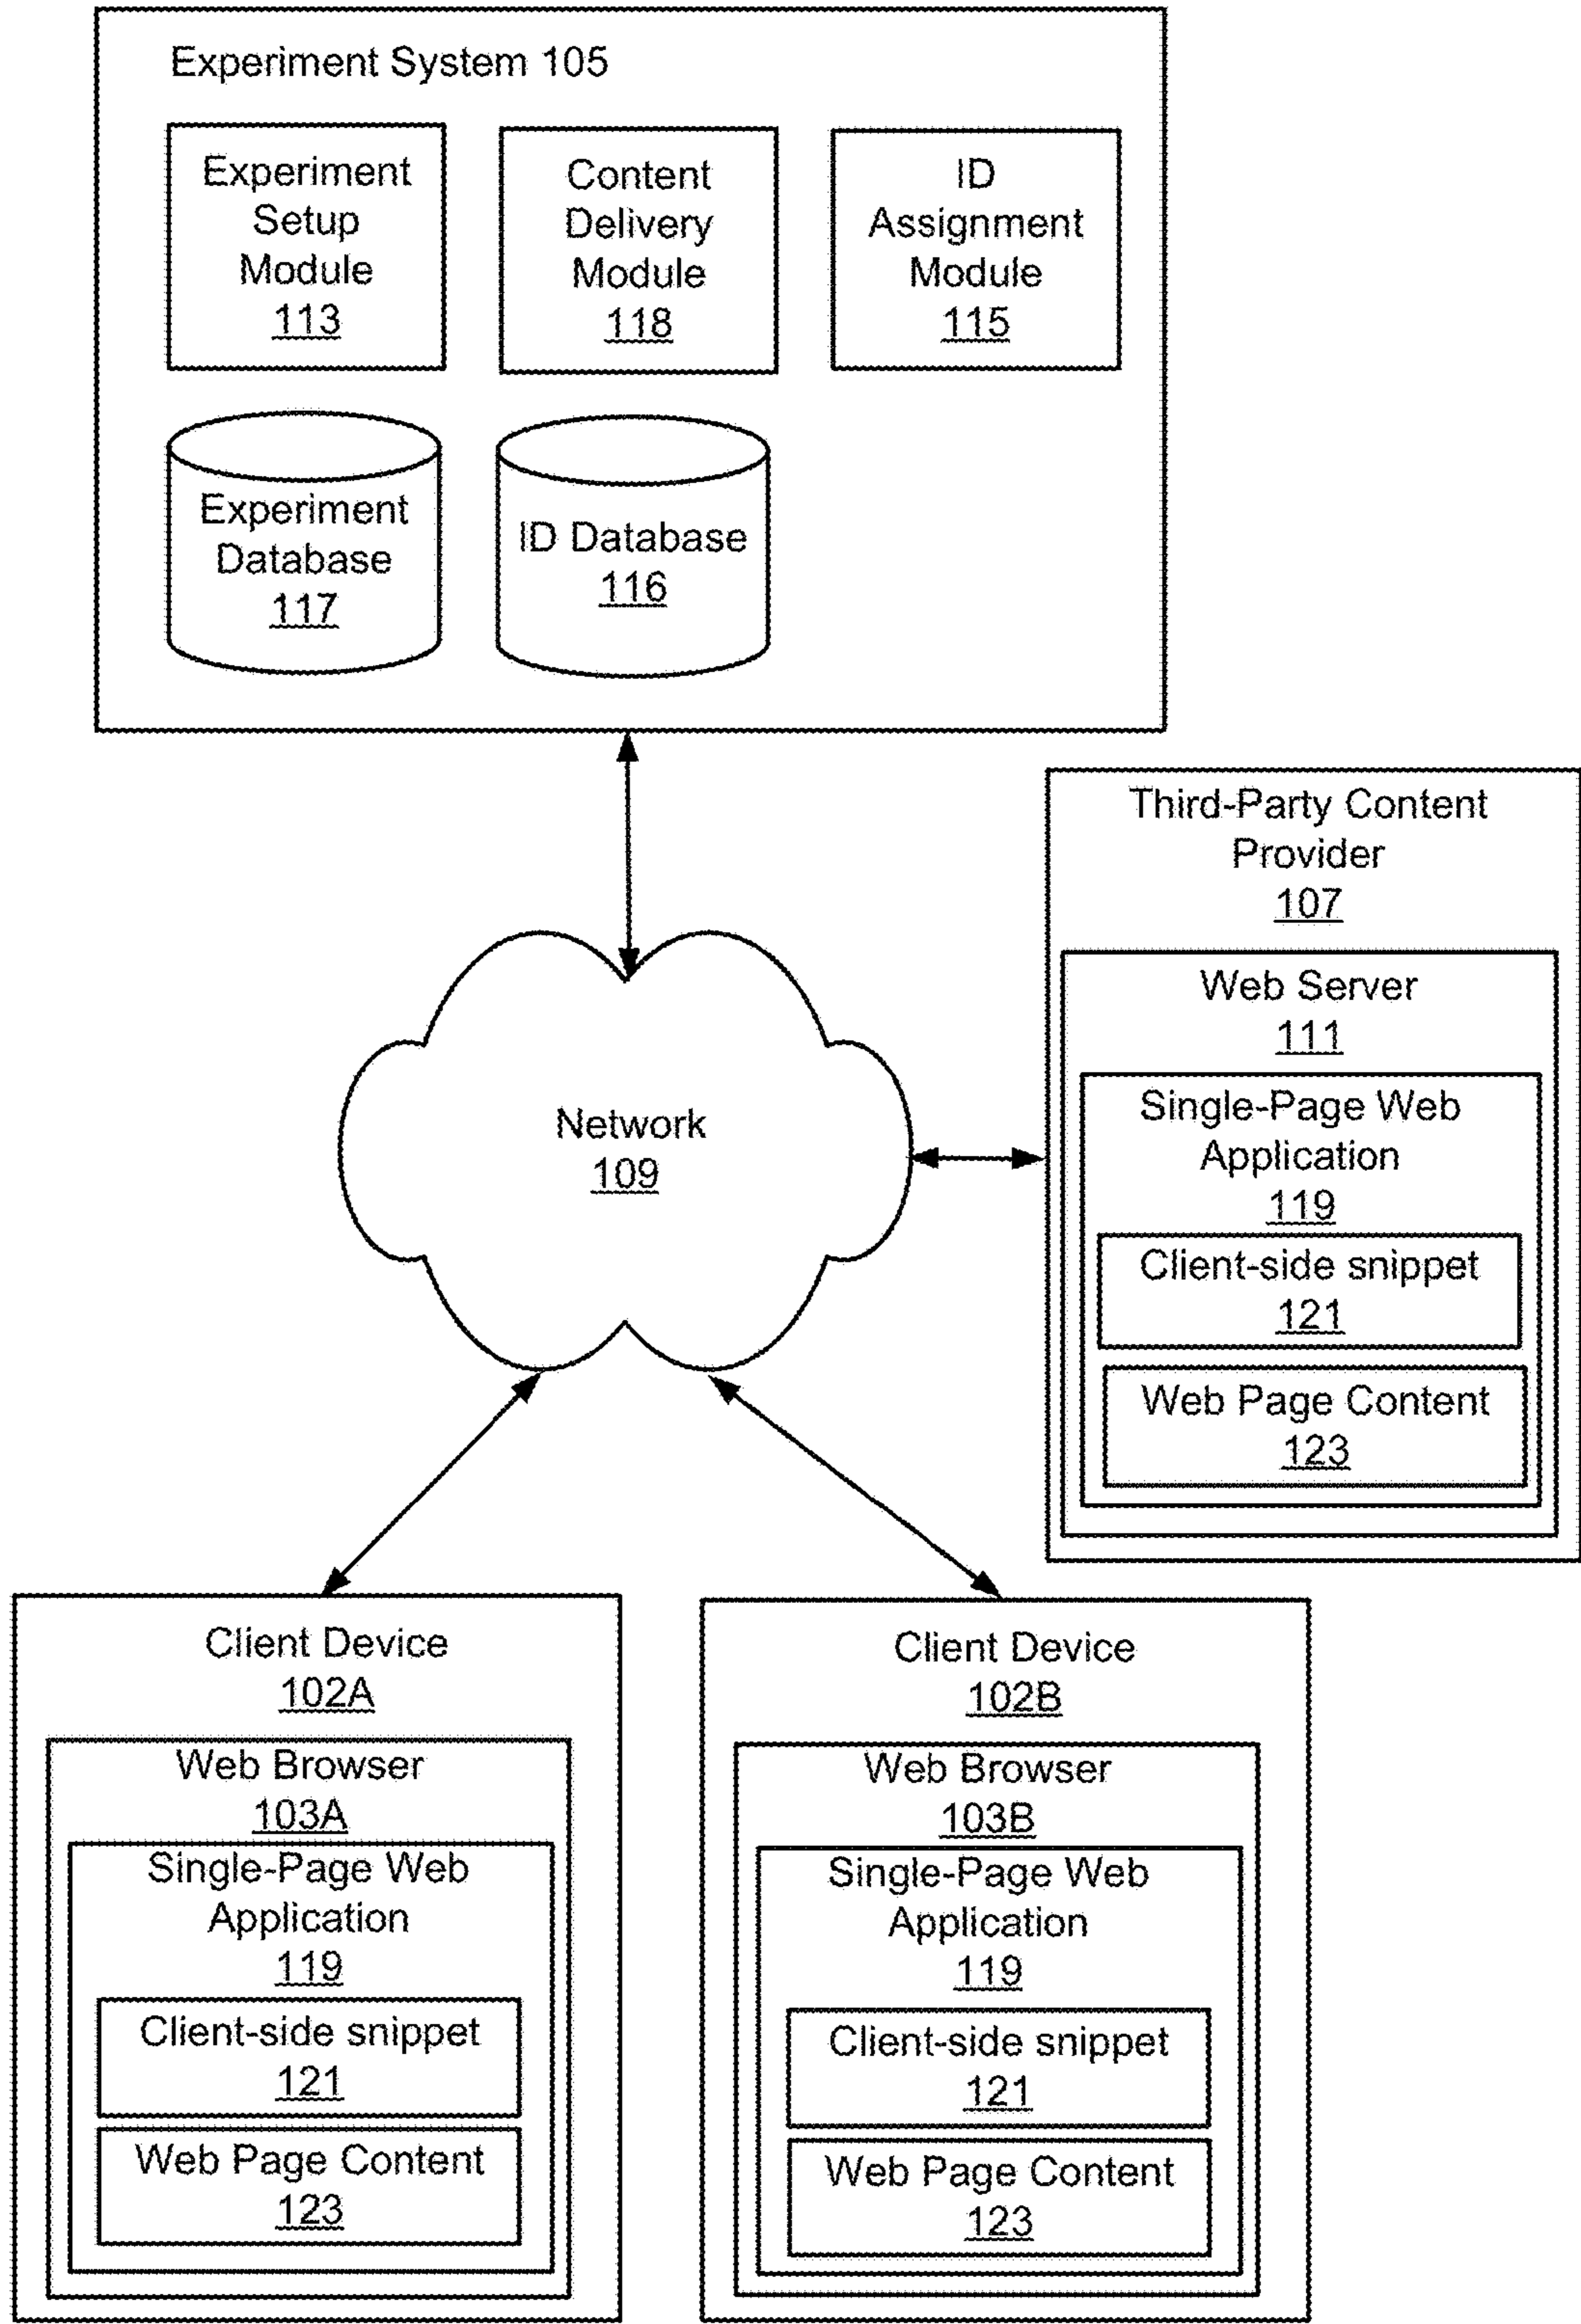 Experiment System 105
Experiment
Setup
Module
113
Content
Delivery
Module
118
ID
Assignment
Module
115
Experiment
Database
117
ID Database
116
Third-Party Content
Provider
107
Web Server
111
Single-Page Web
Application
119
Client-side snippet
121
Web Page Content
123
Network
109
Client Device
102A
Web Browser
103A
Single-Page Web
Application
119
Client-side snippet
121
Web Page Content
123
Client Device
102B
Web Browser
103B
Single-Page Web
Application
119
Client-side snippet
121
Web Page Content
123